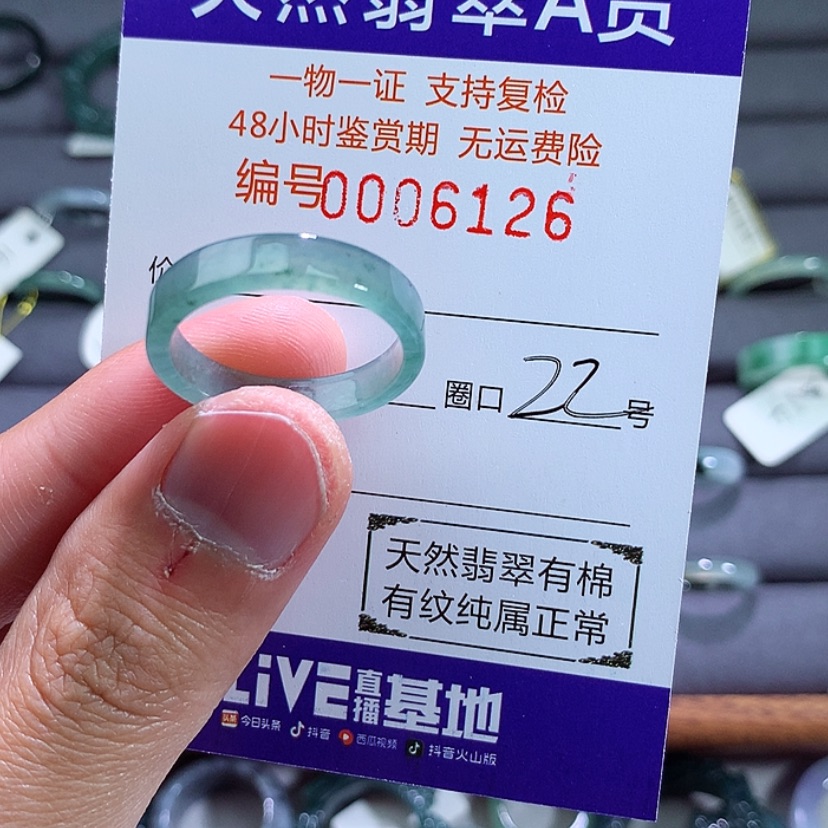 天然翡翠A货
一物一证 支持复检
48小时鉴赏期 无运费险
编号0006126
价
圈口22号
天然翡翠有棉
有纹纯属正常
LiVE直播基地
头条 今日头条 抖音 西瓜视频 抖音火山版